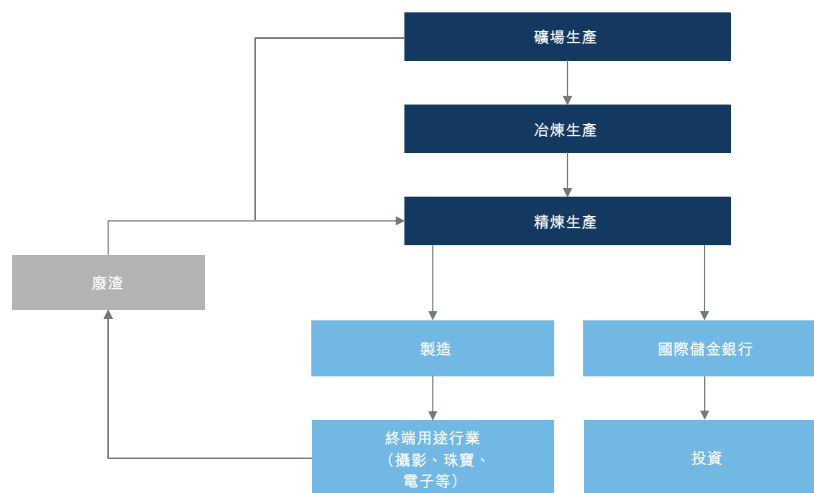 礦場生產
冶煉生產
精煉生產
廢渣
製造
國際儲金銀行
終端用途行業
（攝影、珠寶、
電子等）
投資